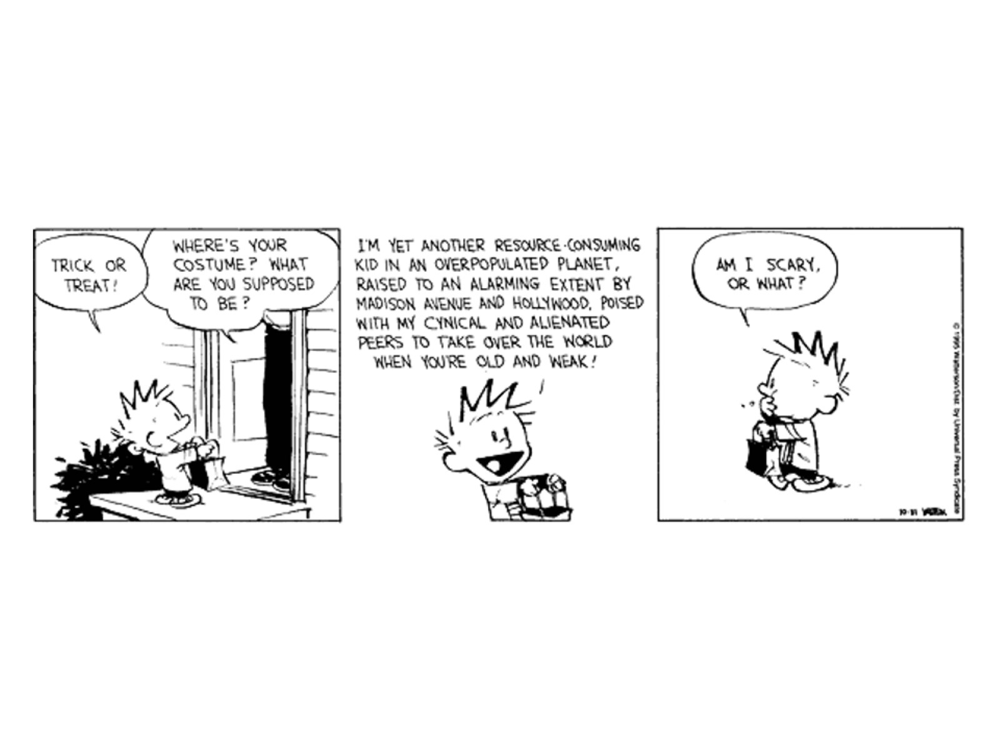 TRICK OR
TREAT!
WHERE'S YOUR
COSTUME? WHAT
ARE YOU SUPPOSED
TO BE?
I'M YET ANOTHER RESOURCE-CONSUMING
KID IN AN OVERPOPULATED PLANET,
RAISED TO AN ALARMING EXTENT BY
MADISON AVENUE AND HOLLYWOOD, POISED
WITH MY CYNICAL AND ALIENATED
PEERS TO TAKE OVER THE WORLD
WHEN YOU'RE OLD AND WEAK!
AM I SCARY,
OR WHAT?
© 1995 Watterson/Dist. by Universal Press Syndicate
10·31 WATTERSON